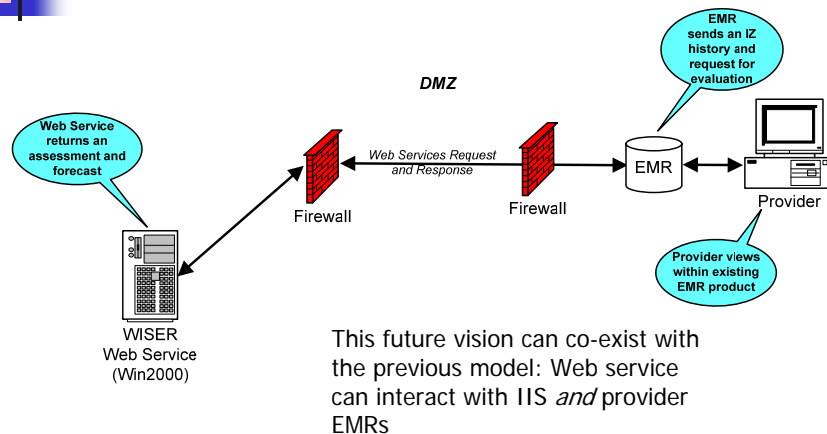 EMR
sends an IZ
history and
request for
evaluation
DMZ
Web Service
returns an
assessment and
forecast
Web Services Request
and Response
Firewall
Firewall
EMR
Provider
Provider views
within existing
EMR product
WISER
Web Service
(Win2000)
This future vision can co-exist with
the previous model: Web service
can interact with IIS and provider
EMRs